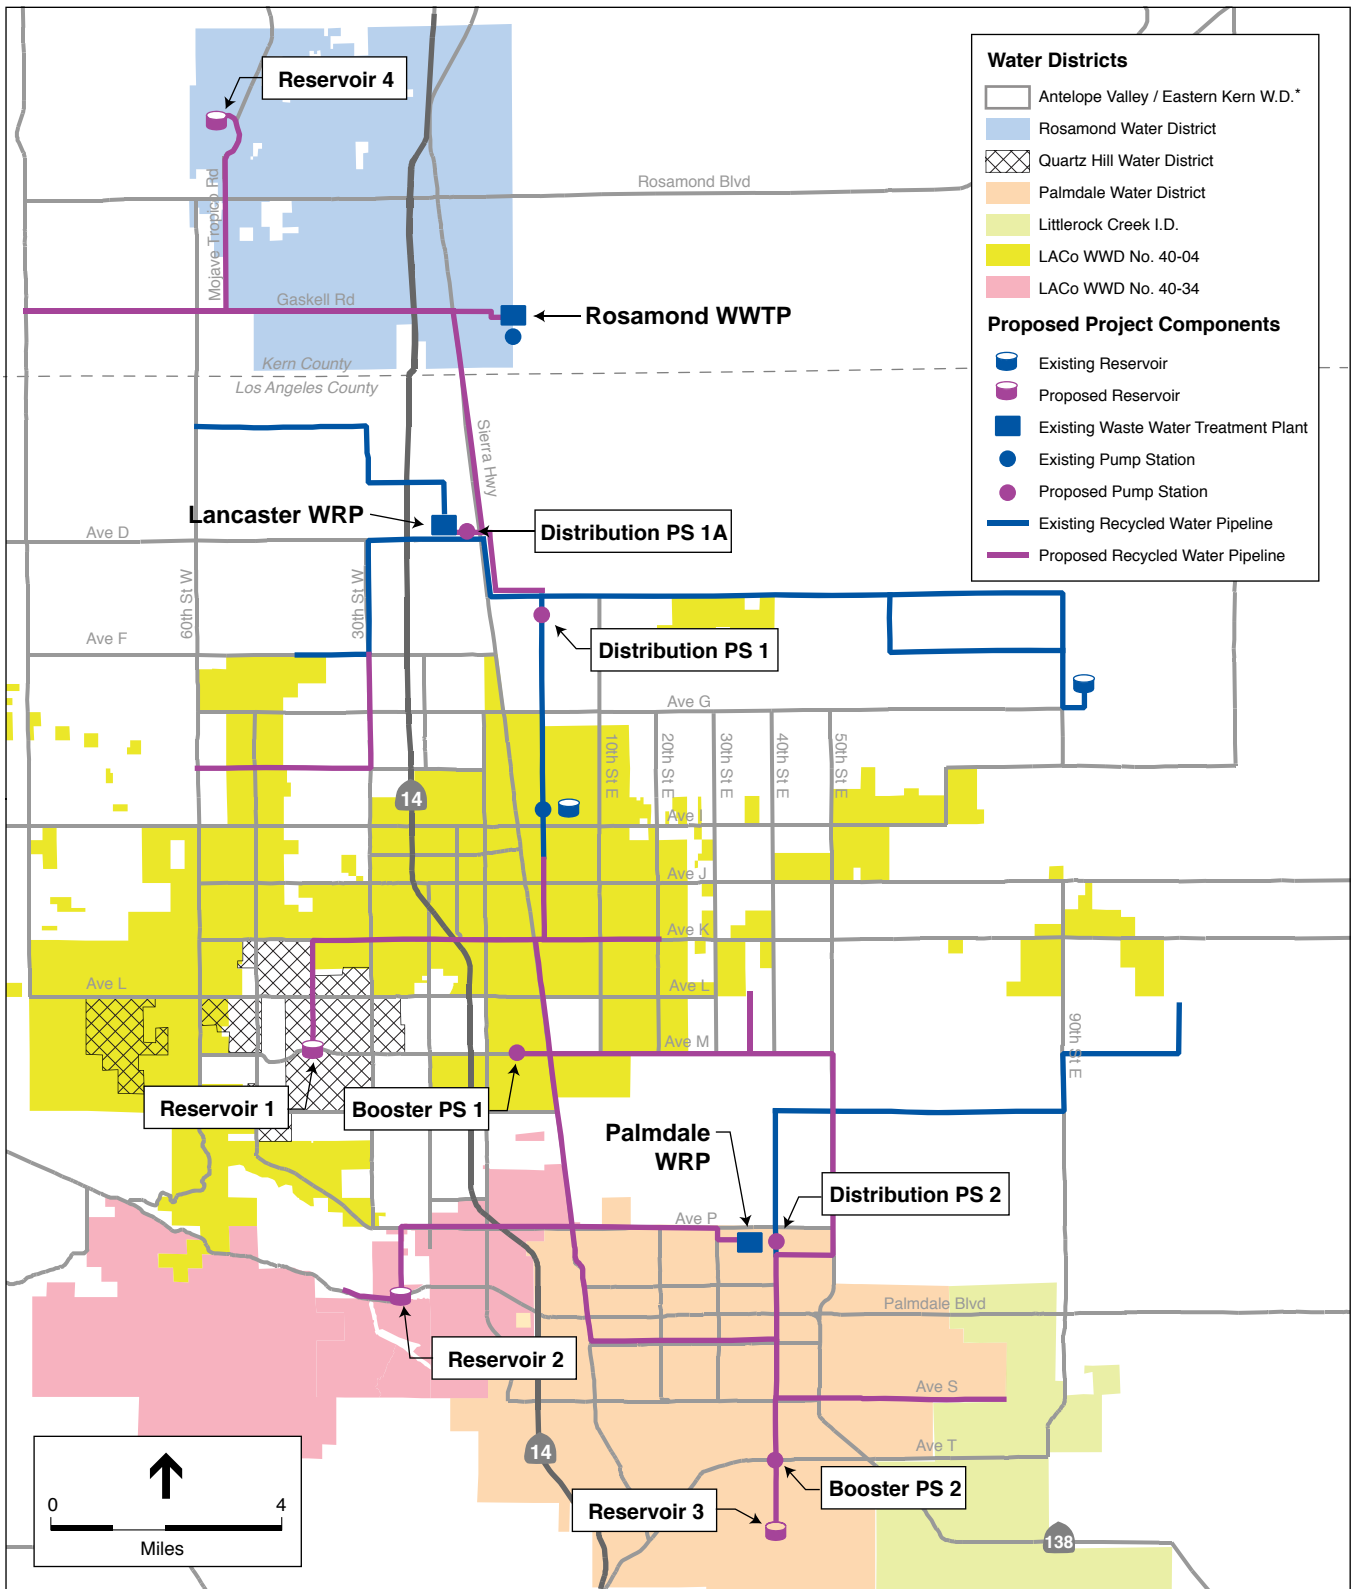 Reservoir 4
Mojave Tropico Rd
Rosamond Blvd
Gaskell Rd
Rosamond WWTP
Kern County
Los Angeles County
Sierra Hwy
Lancaster WRP
Distribution PS 1A
Ave D
60th St W
30th St W
Ave F
Distribution PS 1
Ave G
10th St E
20th St E
30th St E
40th St E
50th St E
14
Ave I
Ave J
Ave K
Ave L
Ave L
Ave M
90th St E
Reservoir 1
Booster PS 1
Palmdale
WRP
Distribution PS 2
Ave P
Palmdale Blvd
Reservoir 2
Ave S
Ave T
14
Booster PS 2
Reservoir 3
138
0
4
Miles
Water Districts
Antelope Valley / Eastern Kern W.D.*
Rosamond Water District
Quartz Hill Water District
Palmdale Water District
Littlerock Creek I.D.
LACo WWD No. 40-04
LACo WWD No. 40-34
Proposed Project Components
Existing Reservoir
Proposed Reservoir
Existing Waste Water Treatment Plant
Existing Pump Station
Proposed Pump Station
Existing Recycled Water Pipeline
Proposed Recycled Water Pipeline